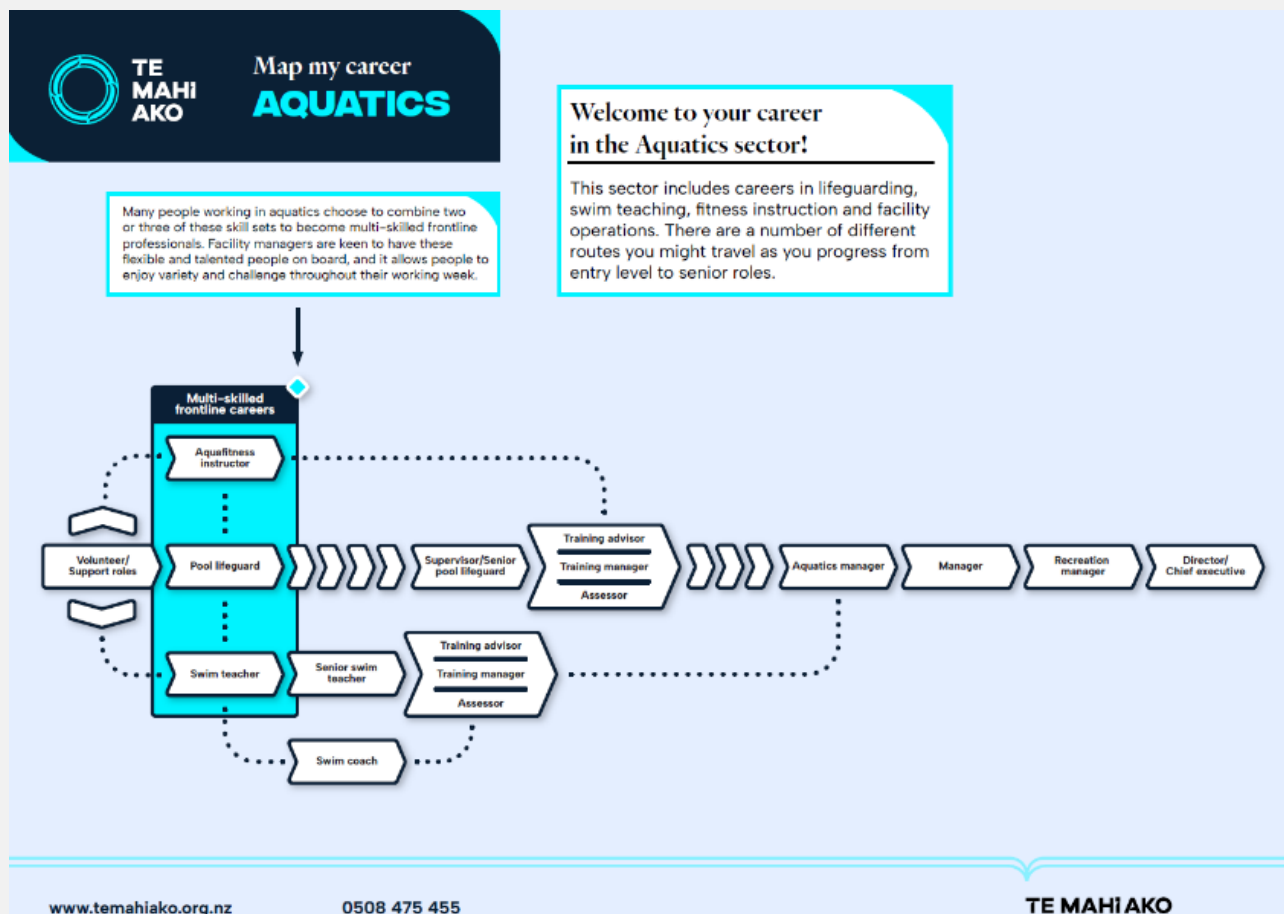 TE
MAHi
AKO
Map my career
AQUATICS
Welcome to your career
in the Aquatics sector!
This sector includes careers in lifeguarding,
swim teaching, fitness instruction and facility
operations. There are a number of different
routes you might travel as you progress from
entry level to senior roles.
Many people working in aquatics choose to combine two
or three of these skill sets to become multi-skilled frontline
professionals. Facility managers are keen to have these
flexible and talented people on board, and it allows people to
enjoy variety and challenge throughout their working week.
Multi-skilled
frontline careers
Aquafitness
instructor
Volunteer/
Support roles
Pool lifeguard
Supervisor/Senior
pool lifeguard
Training advisor
Training manager
Assessor
Aquatics manager
Manager
Recreation
manager
Director/
Chief executive
Swim teacher
Senior swim
teacher
Training advisor
Training manager
Assessor
Swim coach
www.temahiako.org.nz
0508 475 455
TE MAHi AKO